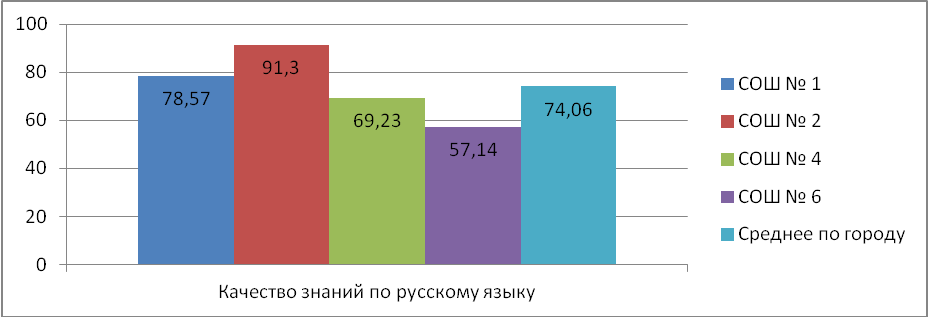 100
80
60
40
20
0
78,57
91,3
69,23
57,14
74,06
Качество знаний по русскому языку
СОШ № 1
СОШ № 2
СОШ № 4
СОШ № 6
Среднее по городу